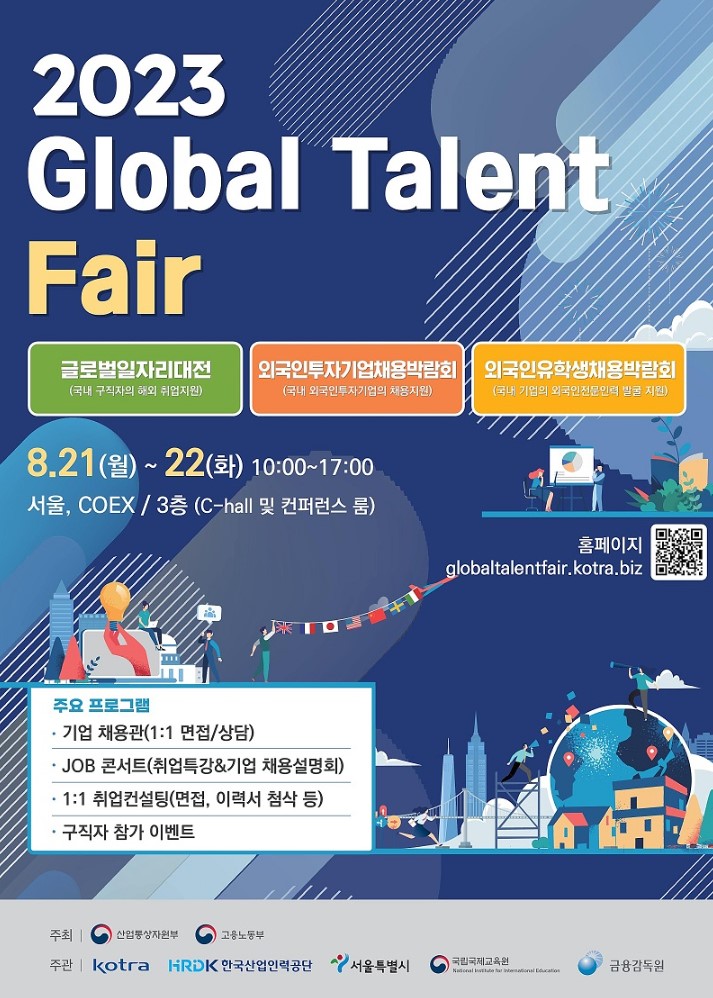 2023
Global Talent
Fair
글로벌일자리대전
(국내 구직자의 해외 취업지원)
외국인투자기업채용박람회
(국내 외국인투자기업의 채용지원)
외국인유학생채용박람회
(국내 기업의 외국인전문인력 발굴 지원)
8.21(월) ~ 22(화) 10:00~17:00
서울, COEX / 3층 (C-hall 및 컨퍼런스 룸)
홈페이지
globaltalentfair.kotra.biz
주요 프로그램
· 기업 채용관(1:1 면접/상담)
· JOB 콘서트(취업특강&기업 채용설명회)
· 1:1 취업컨설팅(면접, 이력서 첨삭 등)
· 구직자 참가 이벤트
주최 | 산업통상자원부 고용노동부
주관 | kotra HRDK 한국산업인력공단 서울특별시 국립국제교육원 금융감독원
National Institute for International Education